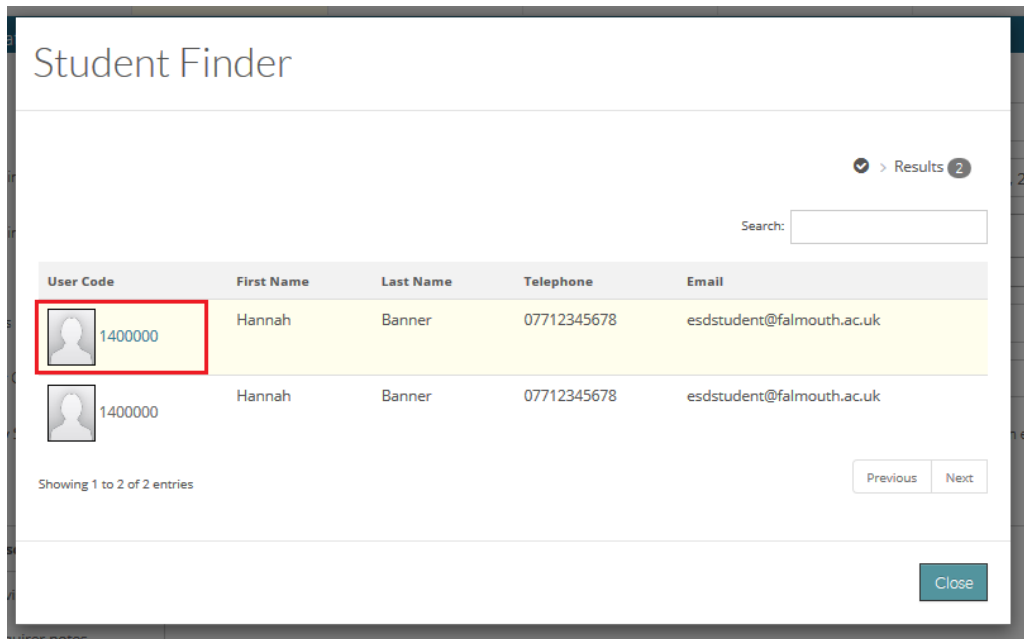 Student Finder
> Results 2
Search:
User Code First Name Last Name Telephone Email
1400000 Hannah Banner 07712345678 esdstudent@falmouth.ac.uk
1400000 Hannah Banner 07712345678 esdstudent@falmouth.ac.uk
Showing 1 to 2 of 2 entries
Previous Next
Close